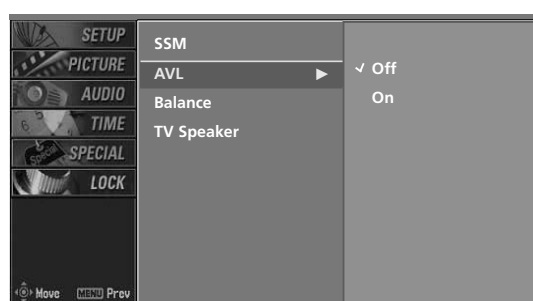 SETUP
PICTURE
AUDIO
TIME
SPECIAL
LOCK
Move MENU Prev
SSM
AVL
Balance
TV Speaker
✓ Off
On